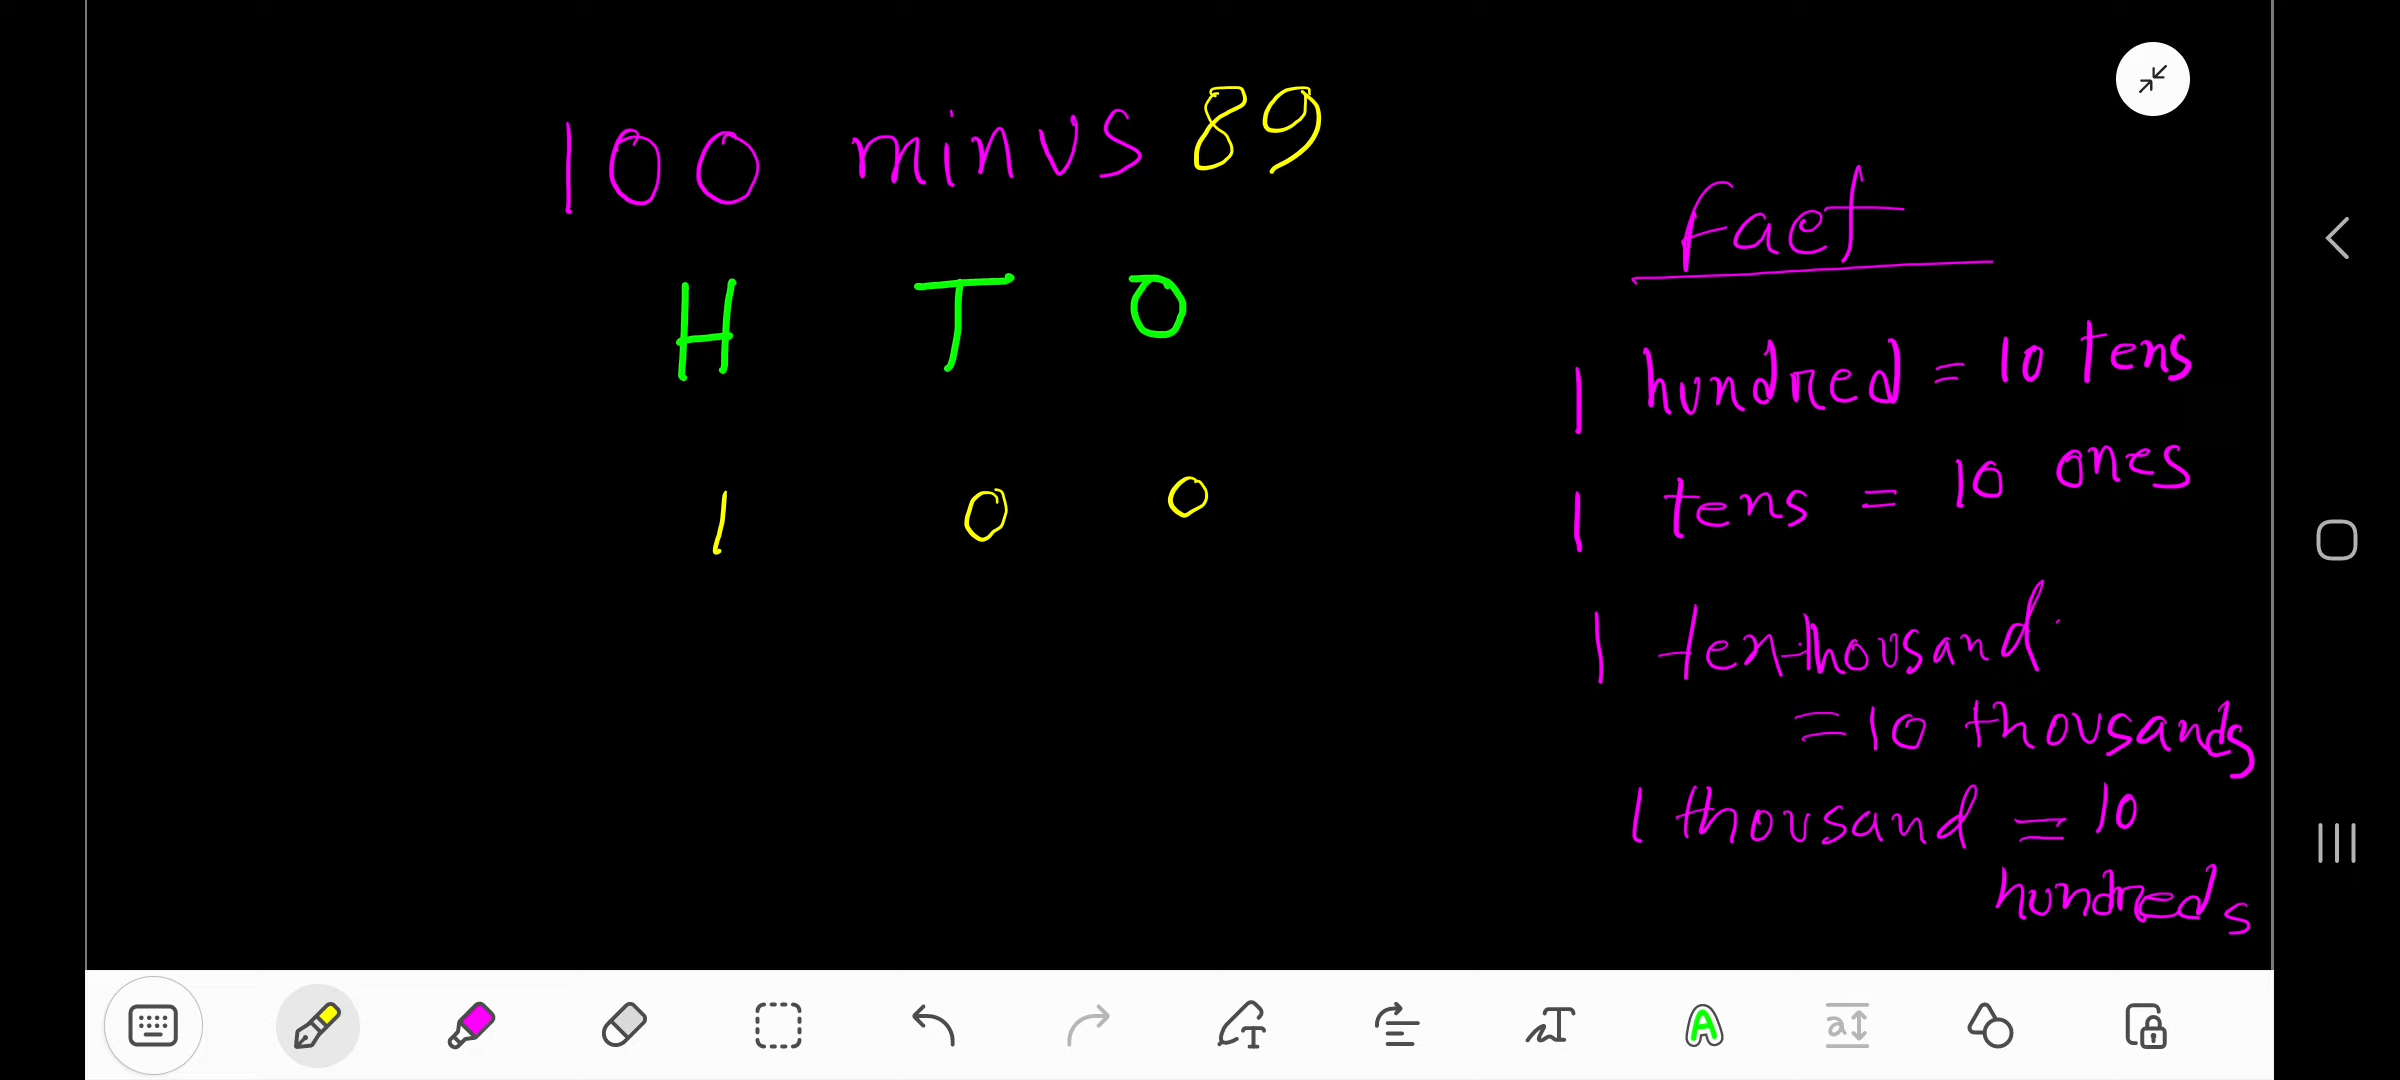 100 minus 89
H T O
1 0 0
Fact
1 hundred = 10 tens
1 tens = 10 ones
1 ten-thousand
= 10 thousands
1 thousand = 10
hundreds